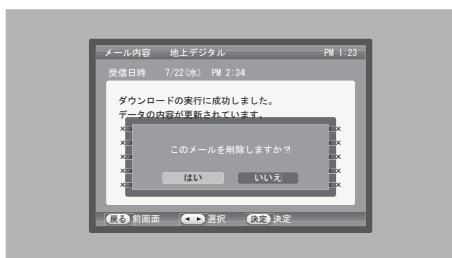 メール内容 地上デジタル PM 1:23
受信日時 7/22(水) PM 2:34
ダウンロードの実行に成功しました。
データの内容が更新されています。
このメールを削除しますか?
はい いいえ
戻る 前画面 選択 決定 決定